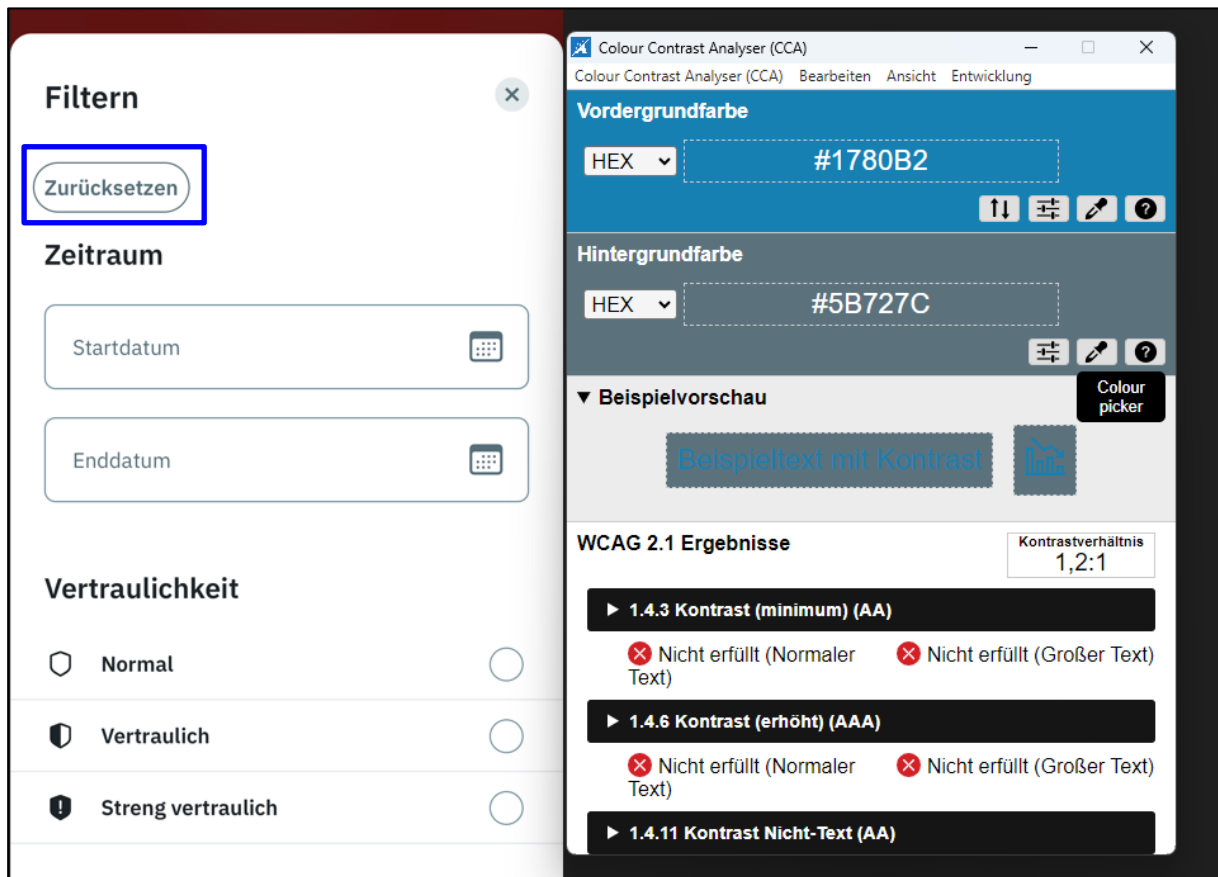 Filtern
Zurücksetzen
Zeitraum
Startdatum
Enddatum
Vertraulichkeit
Normal
Vertraulich
Streng vertraulich
Colour Contrast Analyser (CCA)
Colour Contrast Analyser (CCA) Bearbeiten Ansicht Entwicklung
Vordergrundfarbe
HEX #1780B2
Hintergrundfarbe
HEX #5B727C
Colour
picker
Beispielvorschau
Beispieltext mit Kontrast
WCAG 2.1 Ergebnisse
Kontrastverhältnis
1,2:1
1.4.3 Kontrast (minimum) (AA)
Nicht erfüllt (Normaler
Text)
Nicht erfüllt (Großer Text)
1.4.6 Kontrast (erhöht) (AAA)
Nicht erfüllt (Normaler
Text)
Nicht erfüllt (Großer Text)
1.4.11 Kontrast Nicht-Text (AA)